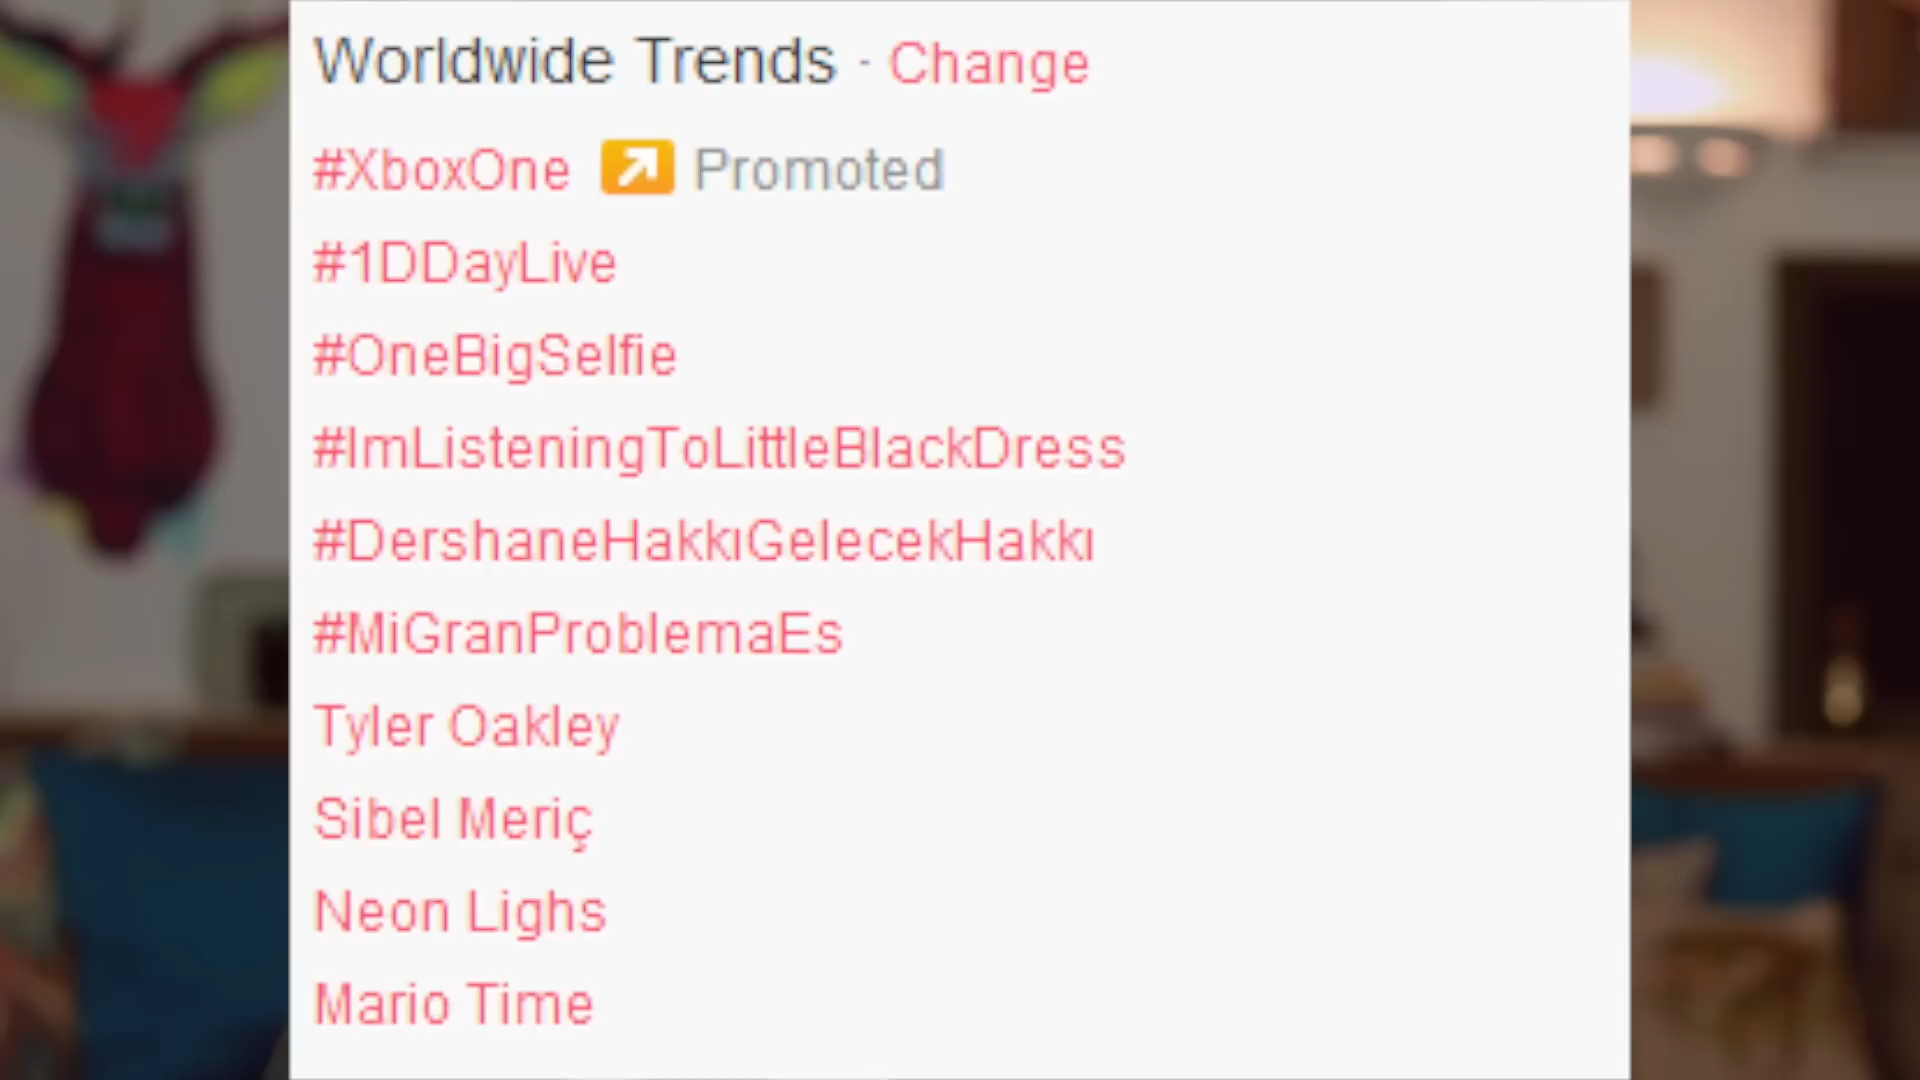 Worldwide Trends · Change
#XboxOne Promoted
#1DDayLive
#OneBigSelfie
#ImListeningToLittleBlackDress
#DershaneHakkıGelecekHakkı
#MiGranProblemaEs
Tyler Oakley
Sibel Meriç
Neon Lighs
Mario Time